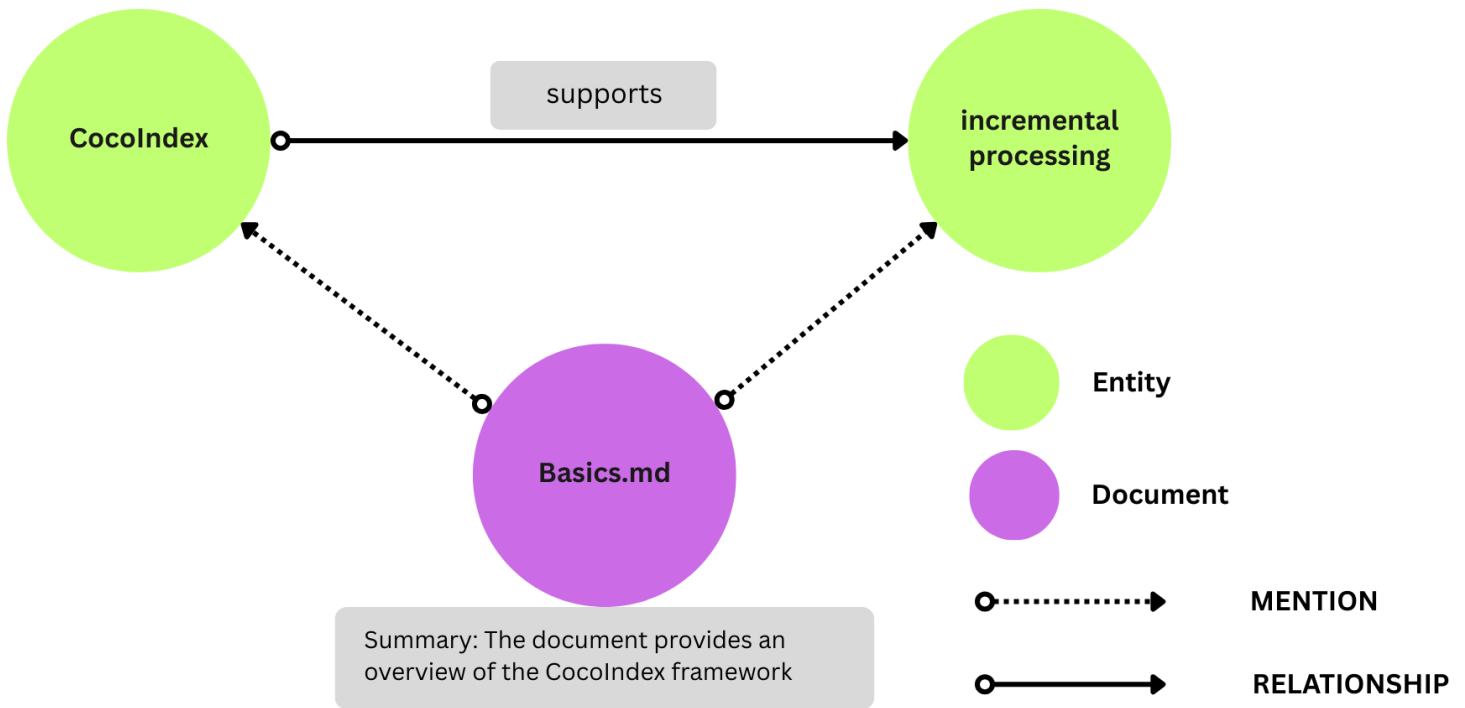 supports
CocoIndex
incremental
processing
Entity
Basics.md
Document
MENTION
Summary: The document provides an
overview of the CocoIndex framework
RELATIONSHIP